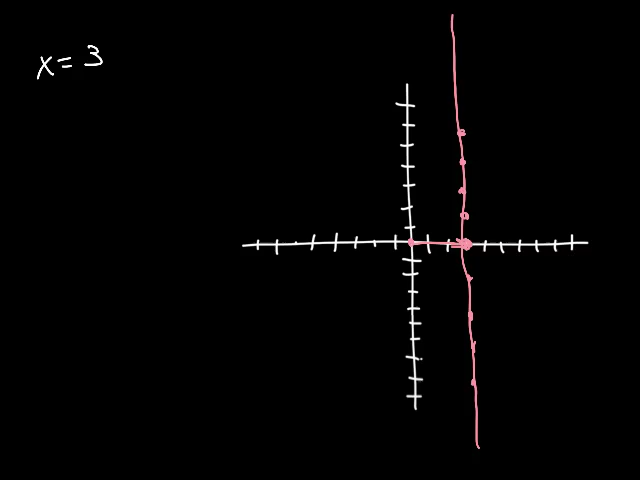 x = 3